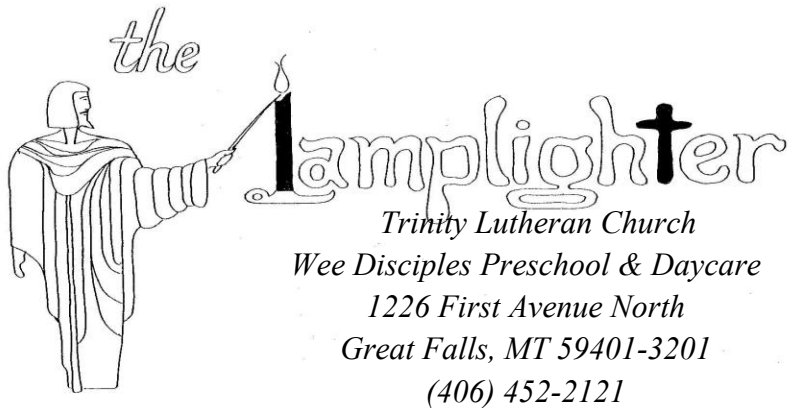 the
Lamplighter
Trinity Lutheran Church
Wee Disciples Preschool & Daycare
1226 First Avenue North
Great Falls, MT 59401-3201
(406) 452-2121